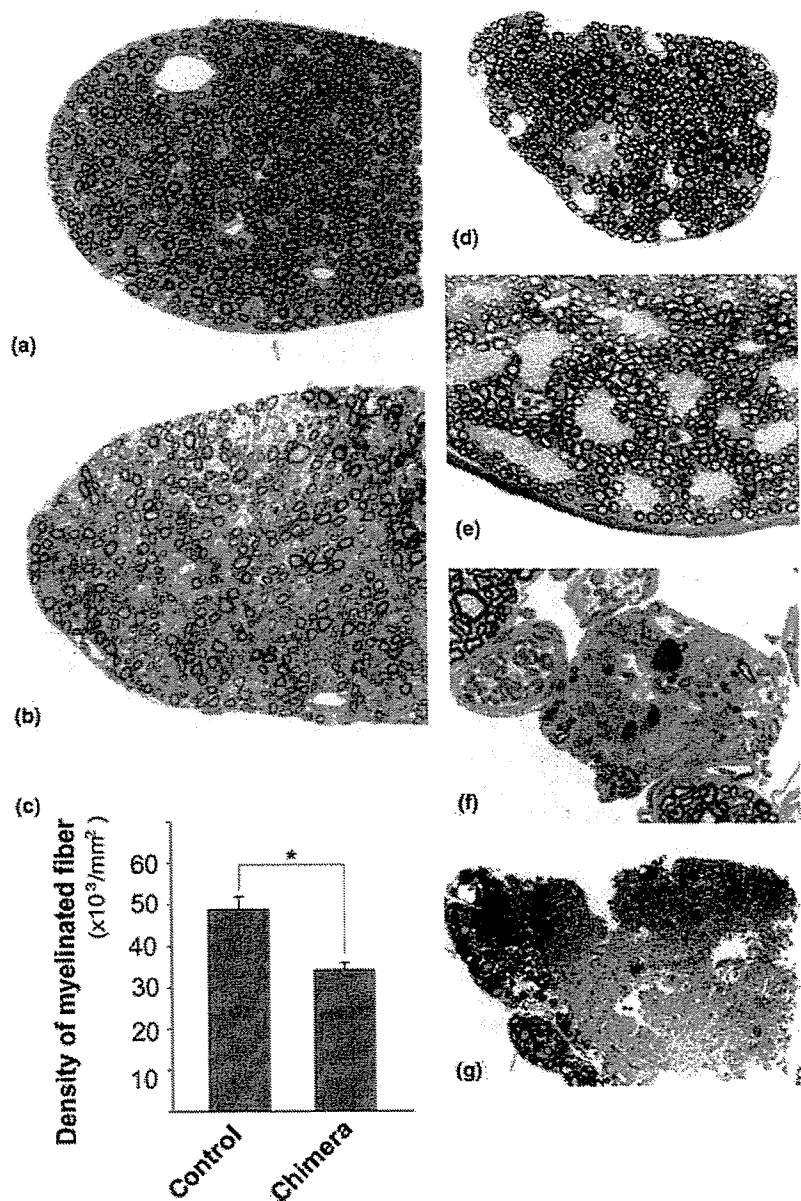 (a)
(b)
(c)
Density of myelinated fiber
(x10³/mm²)
60
50
40
30
20
10
*
Control
Chimera
(d)
(e)
(f)
(g)